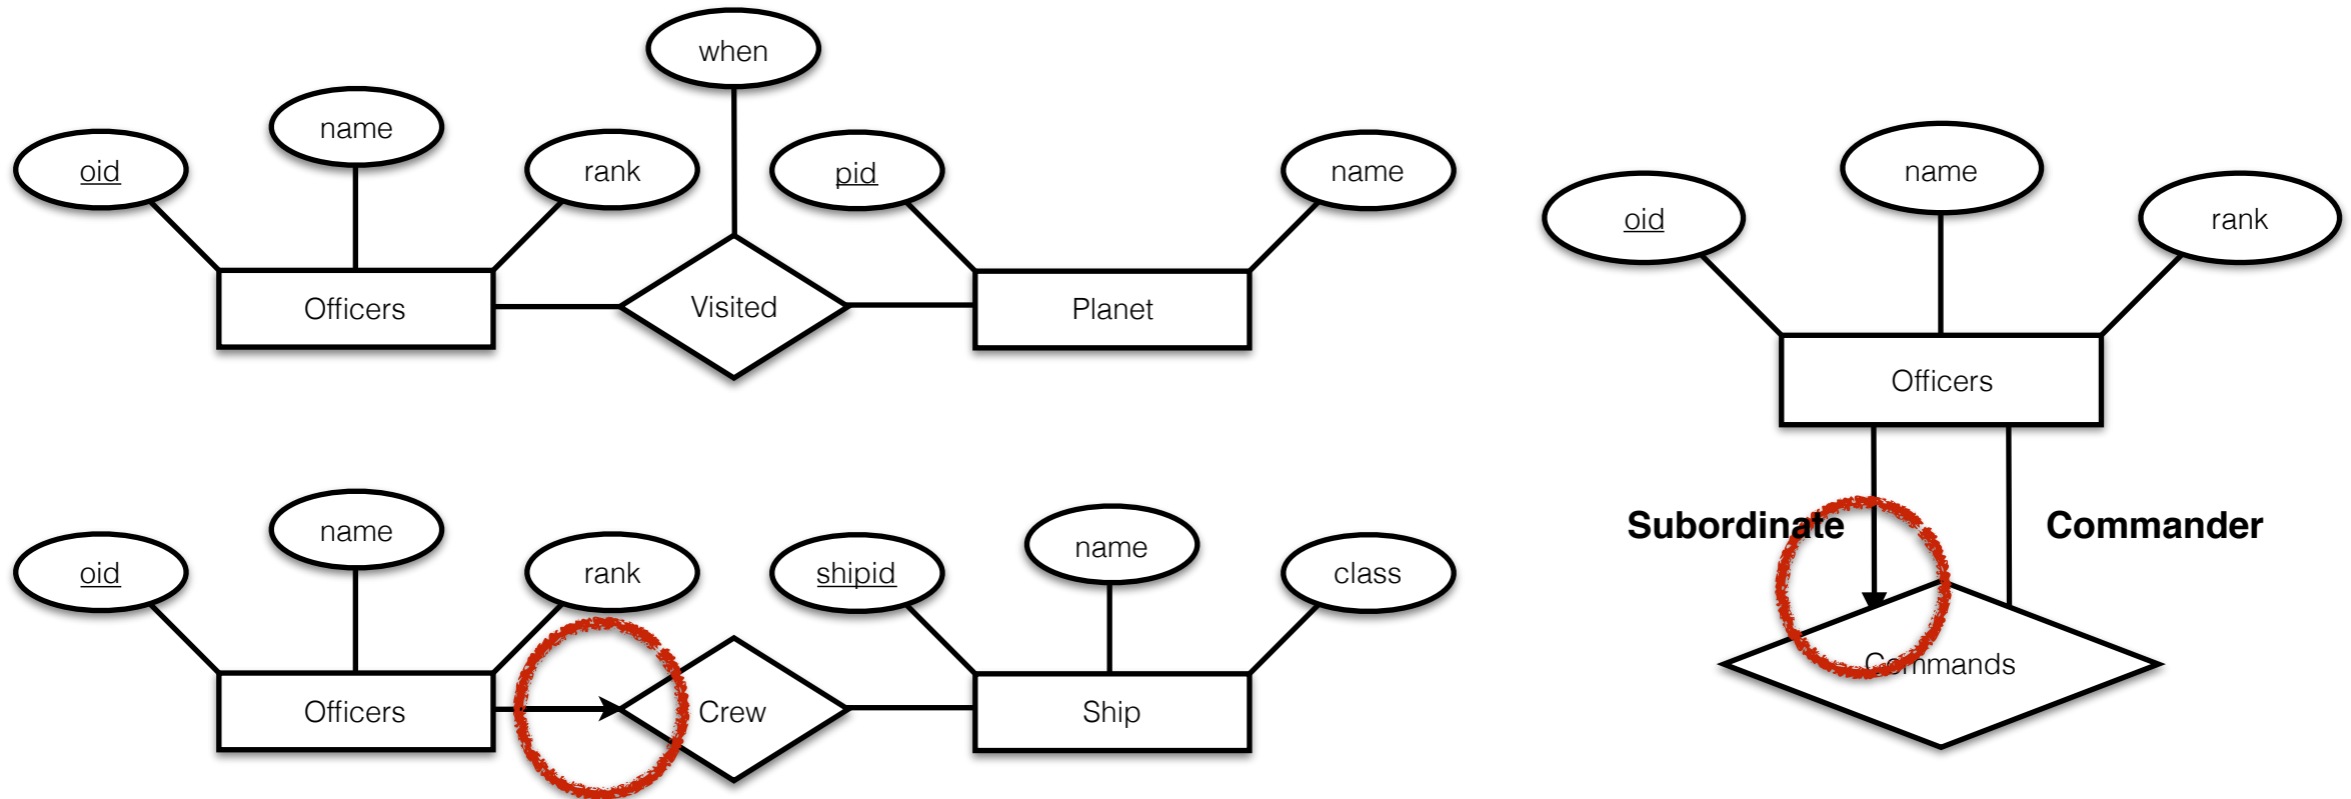 when
name
oid
rank
pid
name
Officers
Visited
Planet
name
oid
rank
shipid
name
class
Officers
Crew
Ship
name
oid
rank
Officers
Subordinate
Commander
Commands